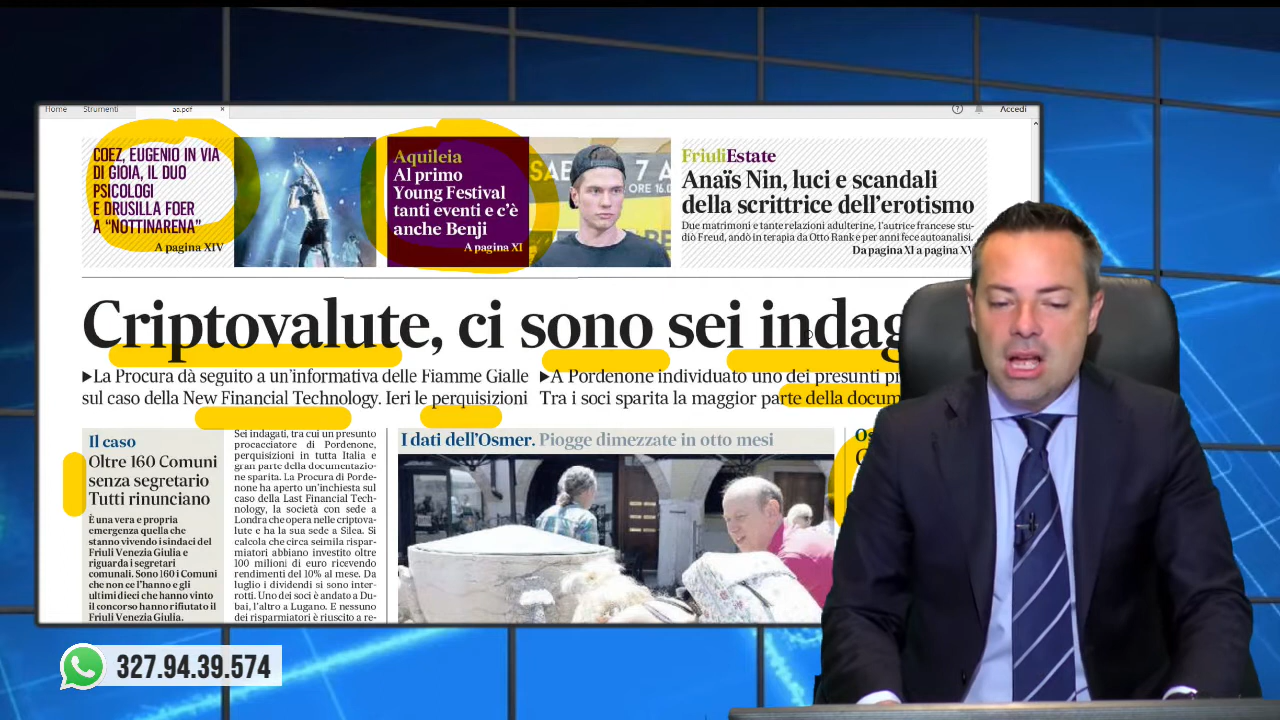 Home Strumenti aa.pdf × Accedi
COEZ, EUGENIO IN VIA
DI GIOIA, IL DUO
PSICOLOGI
E DRUSILLA FOER
A “NOTTINARENA”
A pagina XIV
Aquileia
Al primo
Young Festival
tanti eventi e c’è
anche Benji
A pagina XI
7 A
ORE 16.0
FriuliEstate
Anaïs Nin, luci e scandali
della scrittrice dell’erotismo
Due matrimoni e tante relazioni adulterine, l’autrice francese stu-
diò Freud, andò in terapia da Otto Rank e per anni fece autoanalisi.
Da pagina XI a pagina XV
Criptovalute, ci sono sei indag
▶La Procura dà seguito a un’informativa delle Fiamme Gialle
sul caso della New Financial Technology. Ieri le perquisizioni
▶A Pordenone individuato uno dei presunti pr
Tra i soci sparita la maggior parte della docum
Il caso
Oltre 160 Comuni
senza segretario
Tutti rinunciano
È una vera e propria
emergenza quella che
stanno vivendo i sindaci del
Friuli Venezia Giulia e
riguarda i segretari
comunali. Sono 160 i Comuni
che non ce l’hanno e gli
ultimi dieci che hanno vinto
il concorso hanno rifiutato il
Friuli Venezia Giulia.
Sei indagati, tra cui un presunto
procacciatore di Pordenone,
perquisizioni in tutta Italia e
gran parte della documentazio-
ne sparita. La Procura di Porde-
none ha aperto un’inchiesta sul
caso della Last Financial Tech-
nology, la società con sede a
Londra che opera nelle criptova-
lute e ha la sua sede a Silea. Si
calcola che circa seimila rispar-
miatori abbiano investito oltre
100 milioni di euro ricevendo
rendimenti del 10% al mese. Da
luglio i dividendi si sono inter-
rotti. Uno dei soci è andato a Du-
bai, l’altro a Lugano. E nessuno
dei risparmiatori è riuscito a re-
I dati dell’Osmer. Piogge dimezzate in otto mesi
327.94.39.574